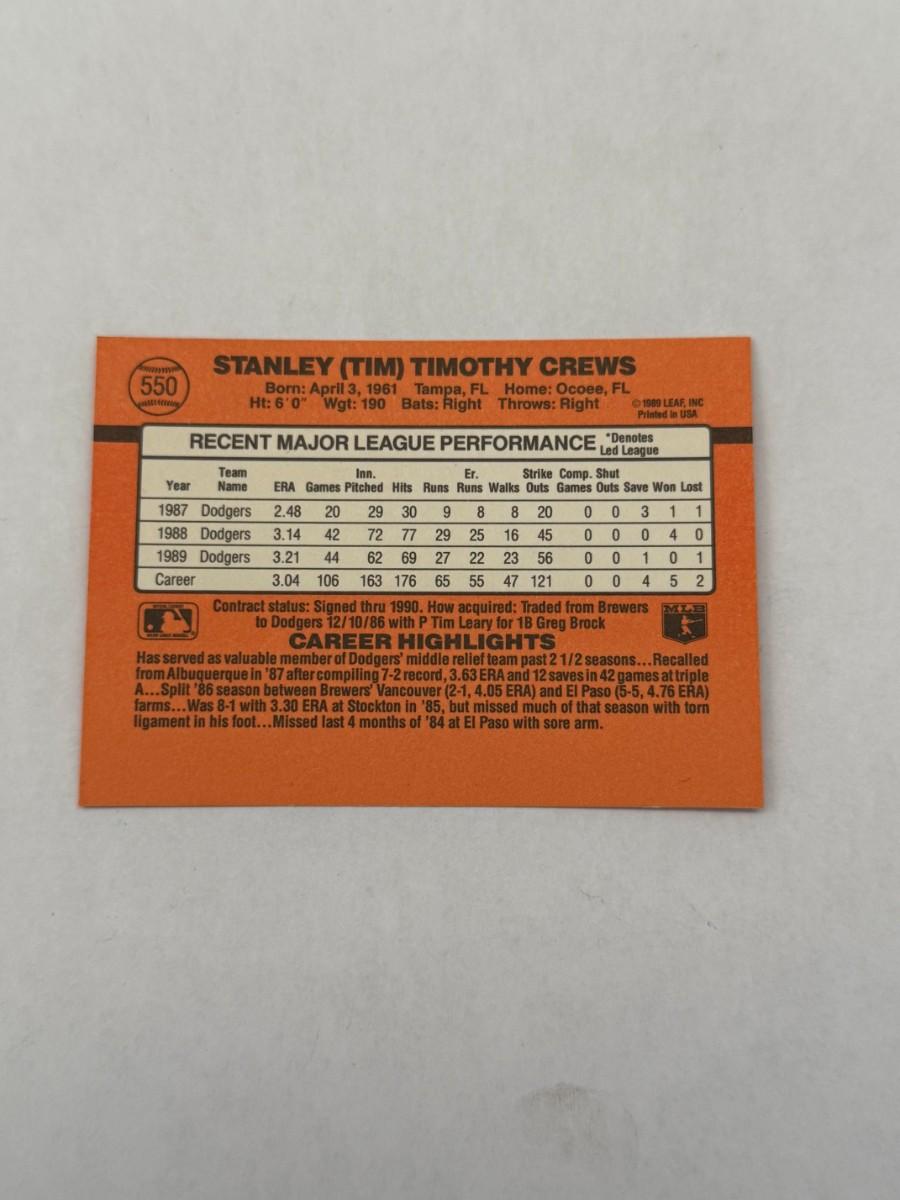 550
STANLEY (TIM) TIMOTHY CREWS
Born: April 3, 1961 Tampa, FL Home: Ocoee, FL
Ht: 6'0" Wgt: 190 Bats: Right Throws: Right
©1989 LEAF, INC
Printed in USA
RECENT MAJOR LEAGUE PERFORMANCE *Denotes Led League
Year Team Name ERA Games Inn. Pitched Hits Runs Er. Runs Walks Strike Outs Comp. Games Shut Outs Save Won Lost
1987 Dodgers 2.48 20 29 30 9 8 8 20 0 0 3 1 1
1988 Dodgers 3.14 42 72 77 29 25 16 45 0 0 0 4 0
1989 Dodgers 3.21 44 62 69 27 22 23 56 0 0 1 0 1
Career 3.04 106 163 176 65 55 47 121 0 0 4 5 2
Contract status: Signed thru 1990. How acquired: Traded from Brewers
to Dodgers 12/10/86 with P Tim Leary for 1B Greg Brock
MLB
CAREER HIGHLIGHTS
Has served as valuable member of Dodgers' middle relief team past 2 1/2 seasons...Recalled
from Albuquerque in '87 after compiling 7-2 record, 3.63 ERA and 12 saves in 42 games at triple
A...Split '86 season between Brewers' Vancouver (2-1, 4.05 ERA) and El Paso (5-5, 4.76 ERA)
farms...Was 8-1 with 3.30 ERA at Stockton in '85, but missed much of that season with torn
ligament in his foot...Missed last 4 months of '84 at El Paso with sore arm.